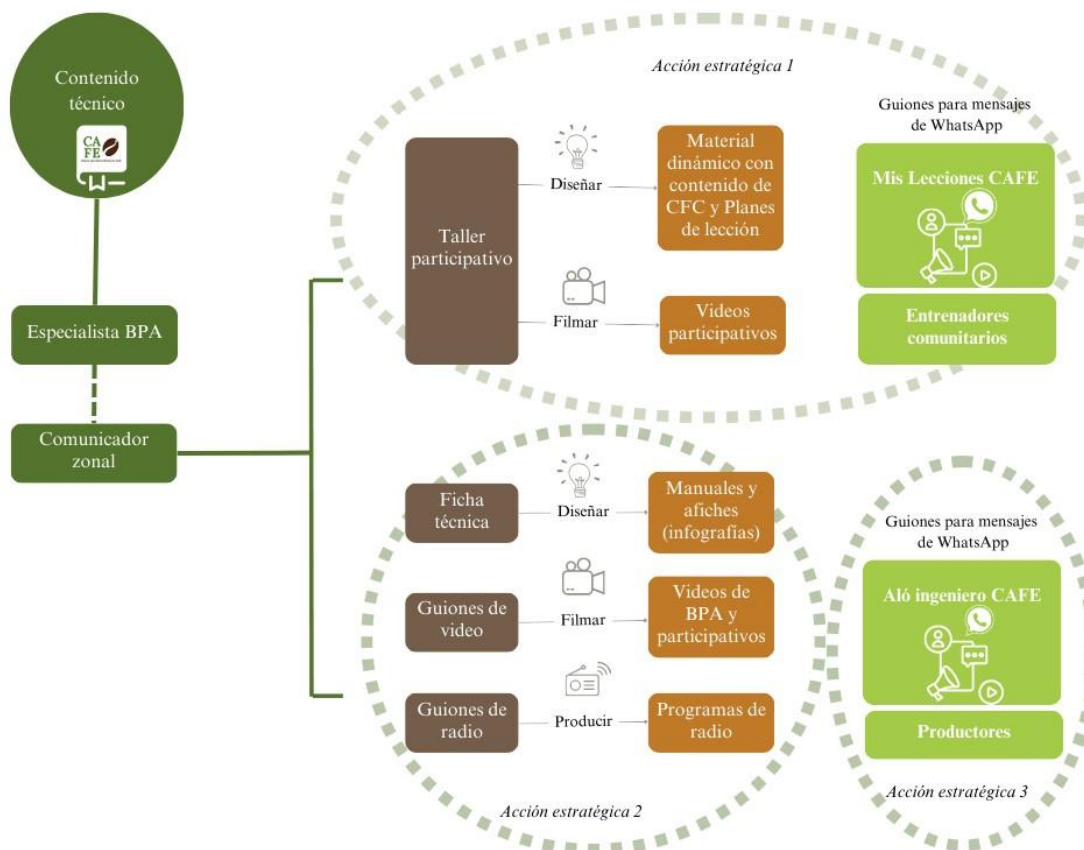 Contenido
técnico
CA
FE
Especialista BPA
Comunicador
zonal
Acción estratégica 1
Taller
participativo
Diseñar
Material
dinámico con
contenido de
CFC y Planes
de lección
Filmar
Videos
participativos
Guiones para mensajes
de WhatsApp
Mis Lecciones CAFE
Entrenadores
comunitarios
Ficha
técnica
Diseñar
Manuales y
afiches
(infografías)
Guiones de
video
Filmar
Videos de
BPA y
participativos
Guiones de
radio
Producir
Programas de
radio
Acción estratégica 2
Guiones para mensajes
de WhatsApp
Aló ingeniero CAFE
Productores
Acción estratégica 3